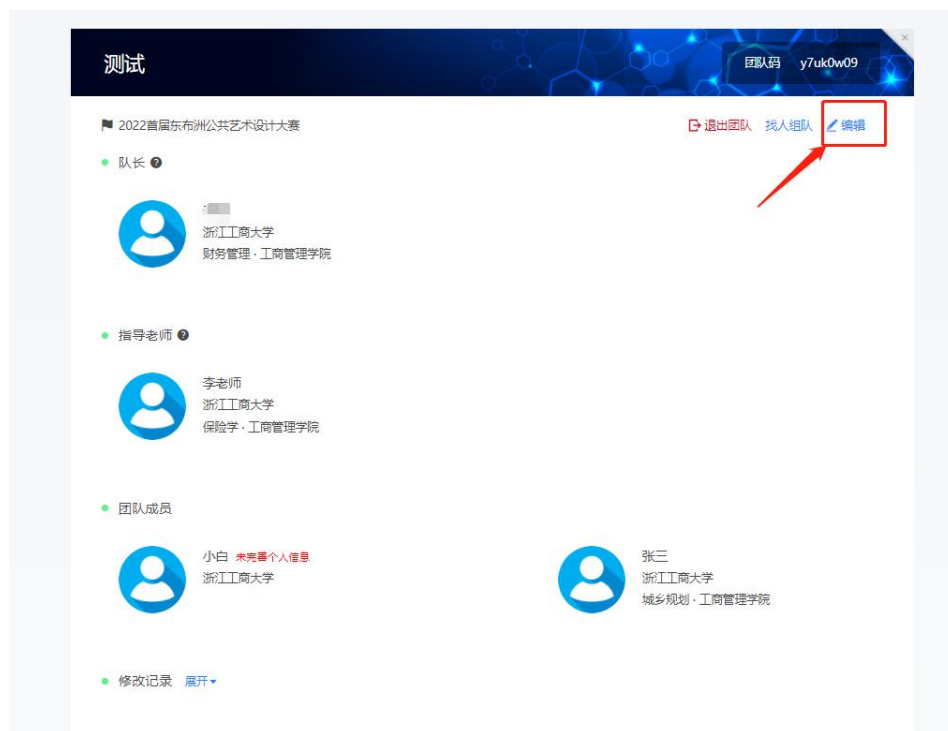 测试
团队码 y7uk0w09
2022首届东布洲公共艺术设计大赛
退出团队 找人组队 编辑
队长
浙江工商大学
财务管理 · 工商管理学院
指导老师
李老师
浙江工商大学
保险学 · 工商管理学院
团队成员
小白 未完善个人信息
浙江工商大学
张三
浙江工商大学
城乡规划 · 工商管理学院
修改记录 展开